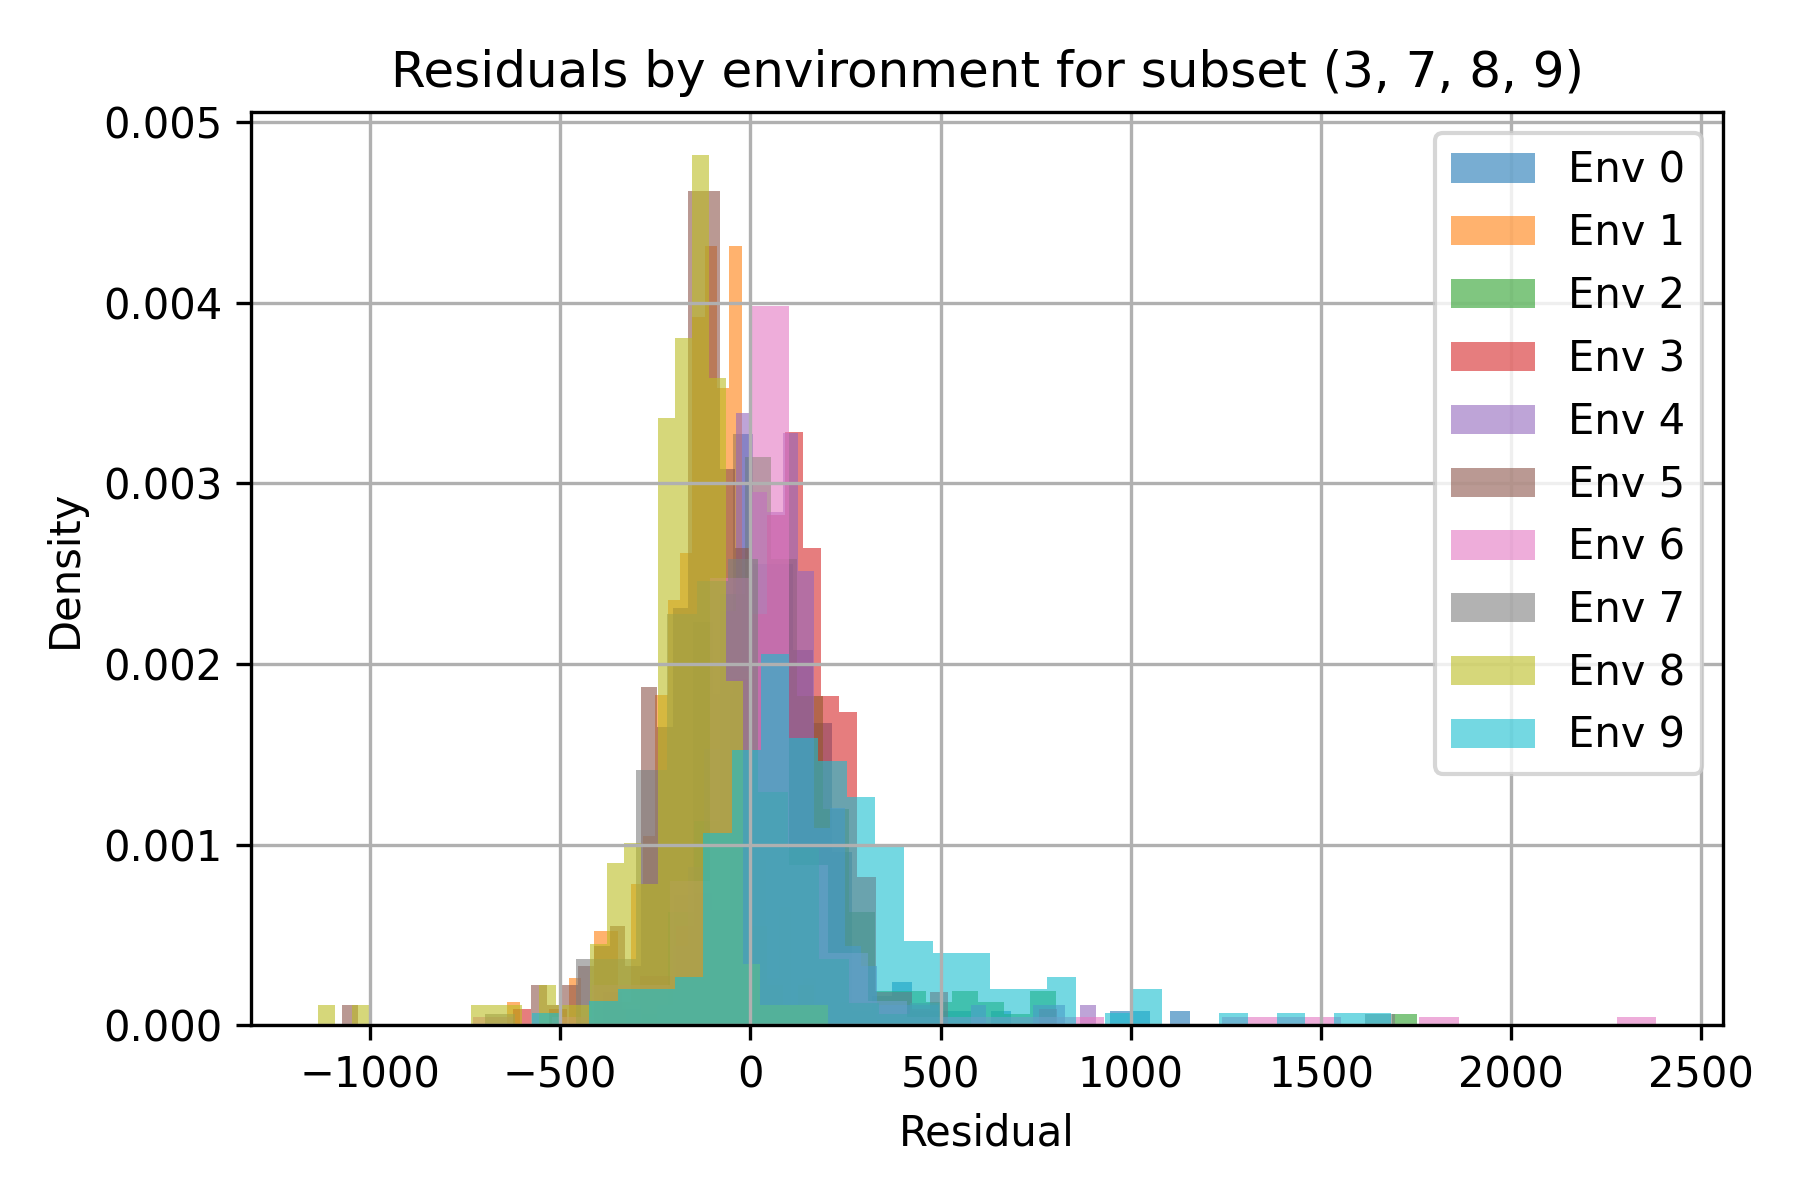 Residuals by environment for subset (3, 7, 8, 9)
0.005
0.004
0.003
0.002
0.001
0.000
Density
−1000
−500
0
500
1000
1500
2000
2500
Residual
Env 0
Env 1
Env 2
Env 3
Env 4
Env 5
Env 6
Env 7
Env 8
Env 9